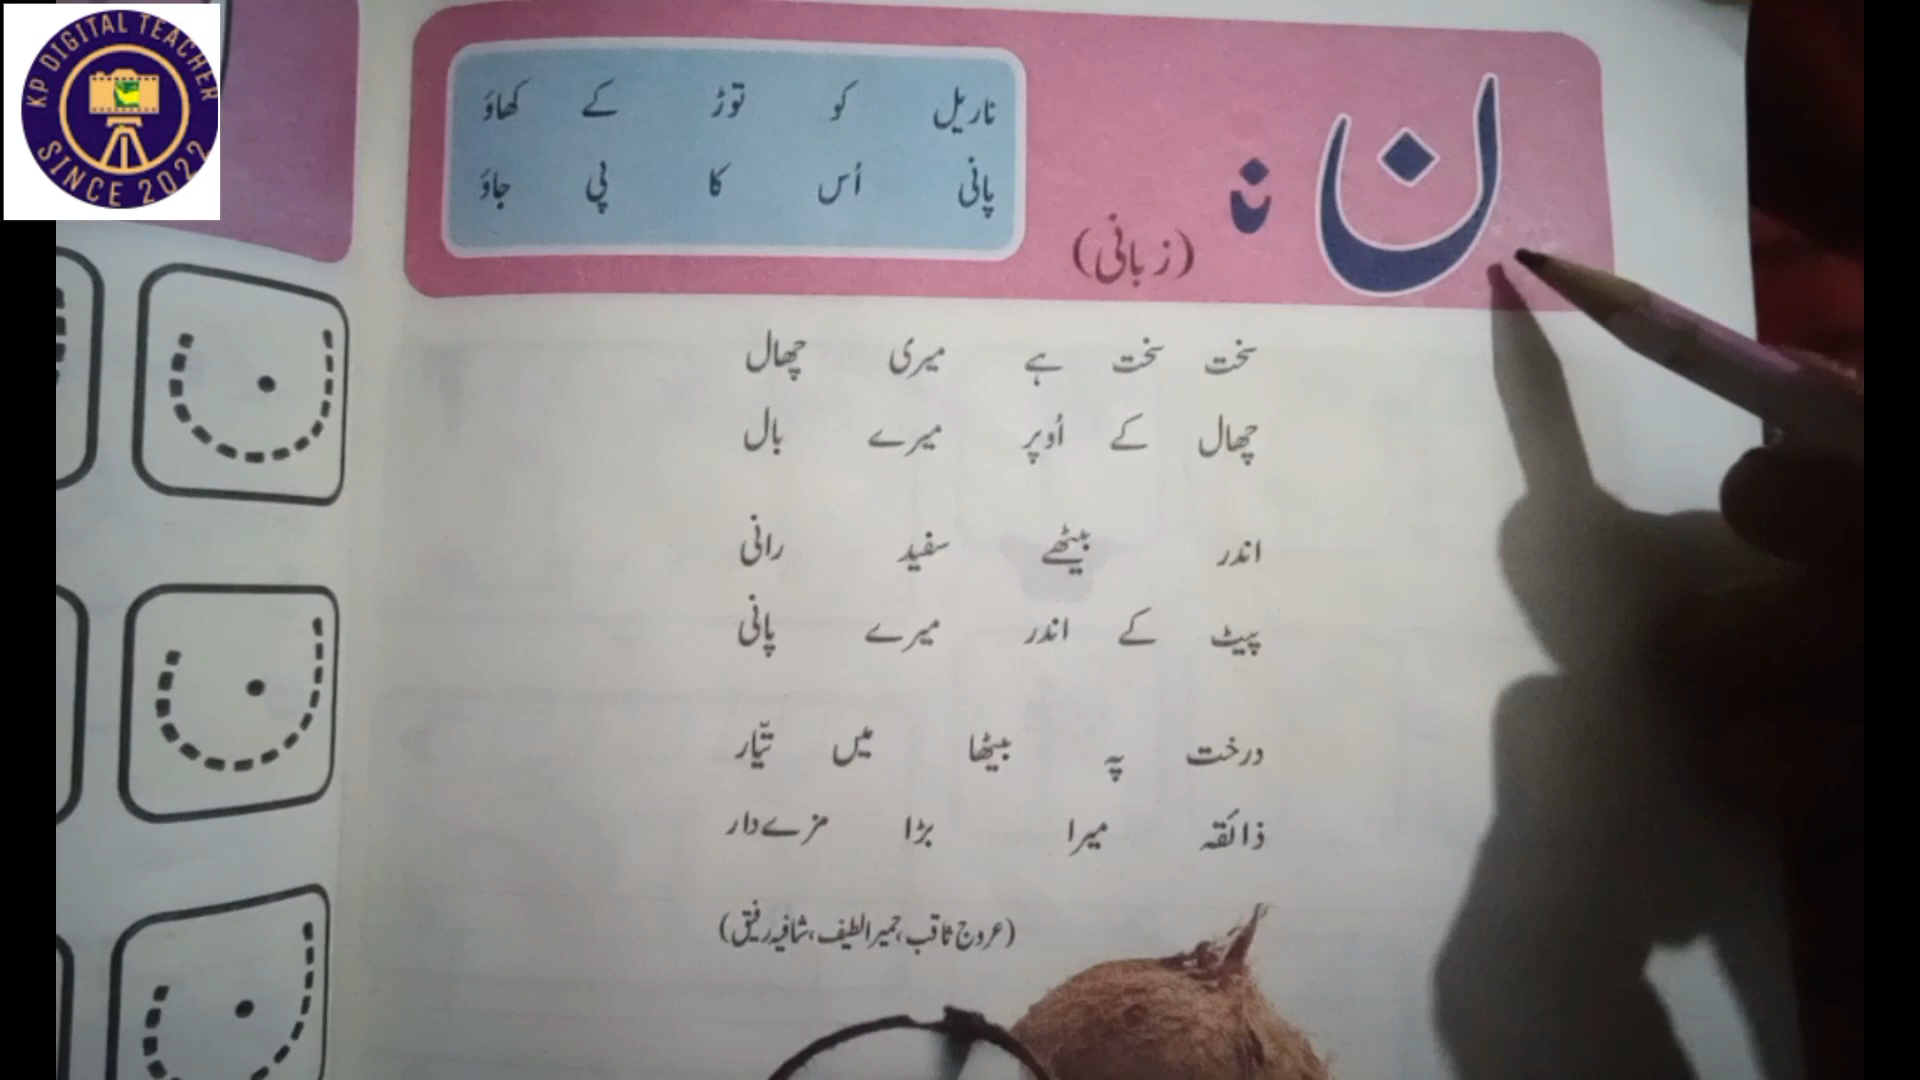 KP DIGITAL TEACHER
SINCE 2022
ن ن
(زبانی)
ناریل کو توڑ کے کھاؤ
پانی اُس کا پی جاؤ
سخت سخت ہے میری چھال
چھال کے اُوپر میرے بال
اندر بیٹھے سفید رانی
پیٹ کے اندر میرے پانی
درخت پہ بیٹھا میں تیّار
ذائقہ میرا بڑا مزے دار
(عروج ثاقب، حمیرا لطیف، شافیہ رفیق)